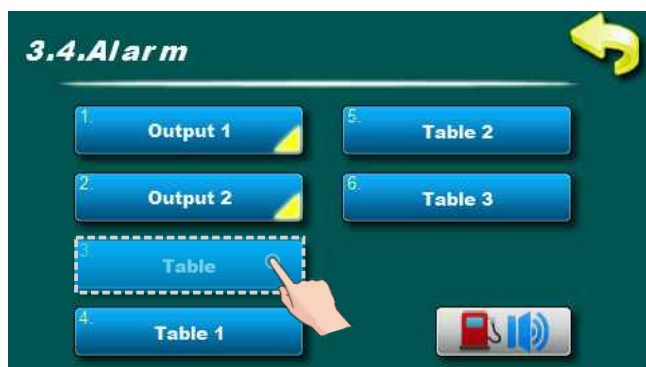 3.4.Alarm
1. Output 1
2. Output 2
3. Table
4. Table 1
5. Table 2
6. Table 3